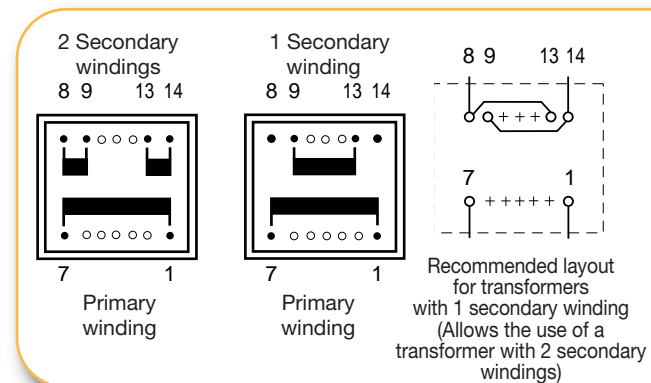 2 Secondary
windings
8 9 13 14
7 1
Primary
winding
1 Secondary
winding
8 9 13 14
7 1
Primary
winding
8 9 13 14
+ + +
7 1
+ + + + +
Recommended layout
for transformers
with 1 secondary winding
(Allows the use of a
transformer with 2 secondary
windings)